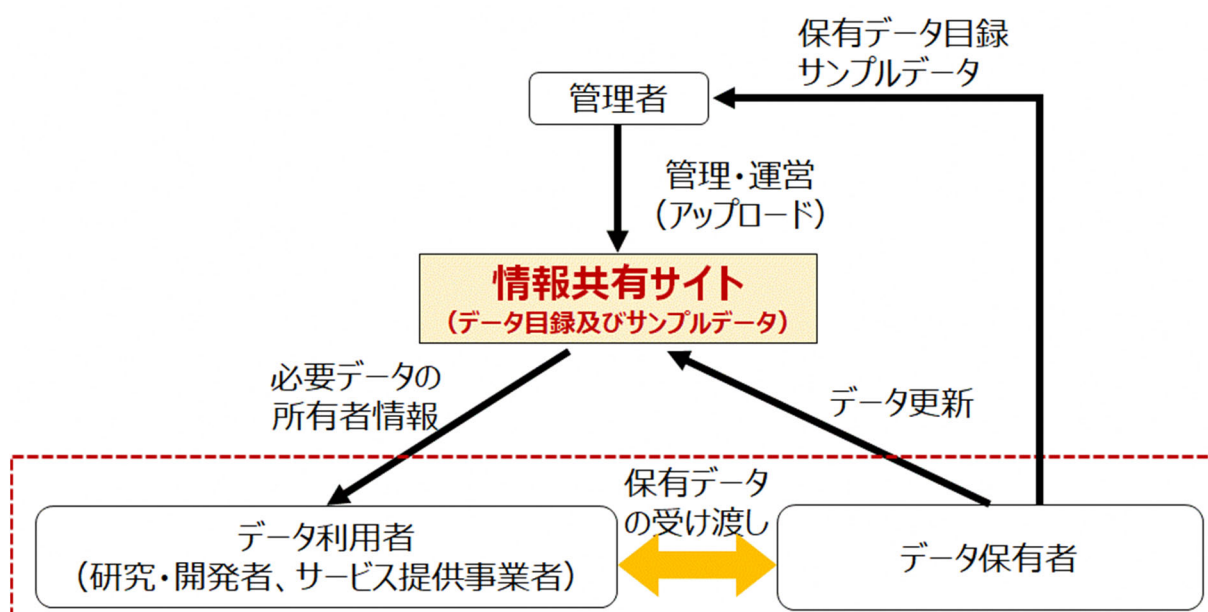 保有データ目録
サンプルデータ
管理者
管理・運営
（アップロード）
情報共有サイト
（データ目録及びサンプルデータ）
必要データの
所有者情報
データ更新
保有データ
の受け渡し
データ利用者
（研究・開発者、サービス提供事業者）
データ保有者